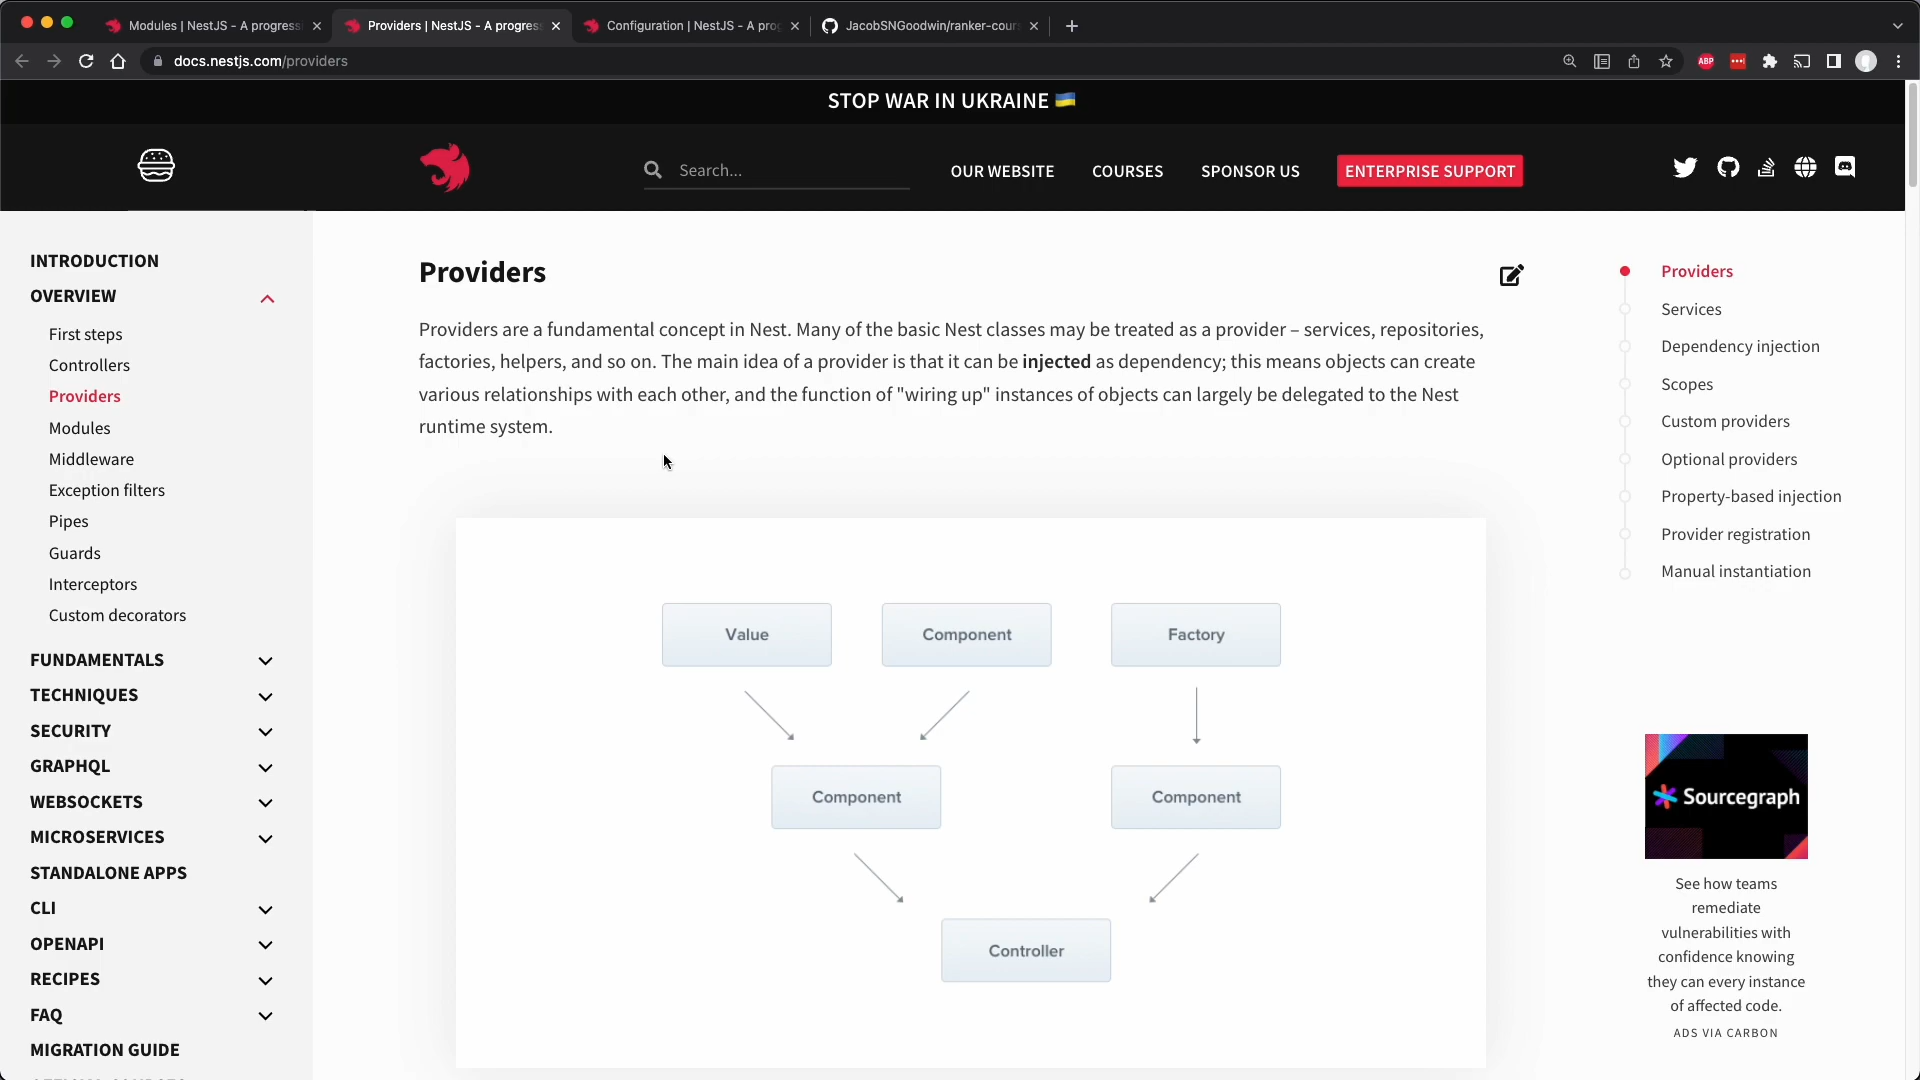 Modules | NestJS - A progress
Providers | NestJS - A progress
Configuration | NestJS - A prog
JacobSNGoodwin/ranker-cours
docs.nestjs.com/providers
ABP
STOP WAR IN UKRAINE 🇺🇦
Search...
OUR WEBSITE
COURSES
SPONSOR US
ENTERPRISE SUPPORT
INTRODUCTION
OVERVIEW
First steps
Controllers
Providers
Modules
Middleware
Exception filters
Pipes
Guards
Interceptors
Custom decorators
FUNDAMENTALS
TECHNIQUES
SECURITY
GRAPHQL
WEBSOCKETS
MICROSERVICES
STANDALONE APPS
CLI
OPENAPI
RECIPES
FAQ
MIGRATION GUIDE
Providers
Providers are a fundamental concept in Nest. Many of the basic Nest classes may be treated as a provider – services, repositories,
factories, helpers, and so on. The main idea of a provider is that it can be injected as dependency; this means objects can create
various relationships with each other, and the function of "wiring up" instances of objects can largely be delegated to the Nest
runtime system.
Value
Component
Factory
Component
Component
Controller
Providers
Services
Dependency injection
Scopes
Custom providers
Optional providers
Property-based injection
Provider registration
Manual instantiation
Sourcegraph
See how teams
remediate
vulnerabilities with
confidence knowing
they can every instance
of affected code.
ADS VIA CARBON